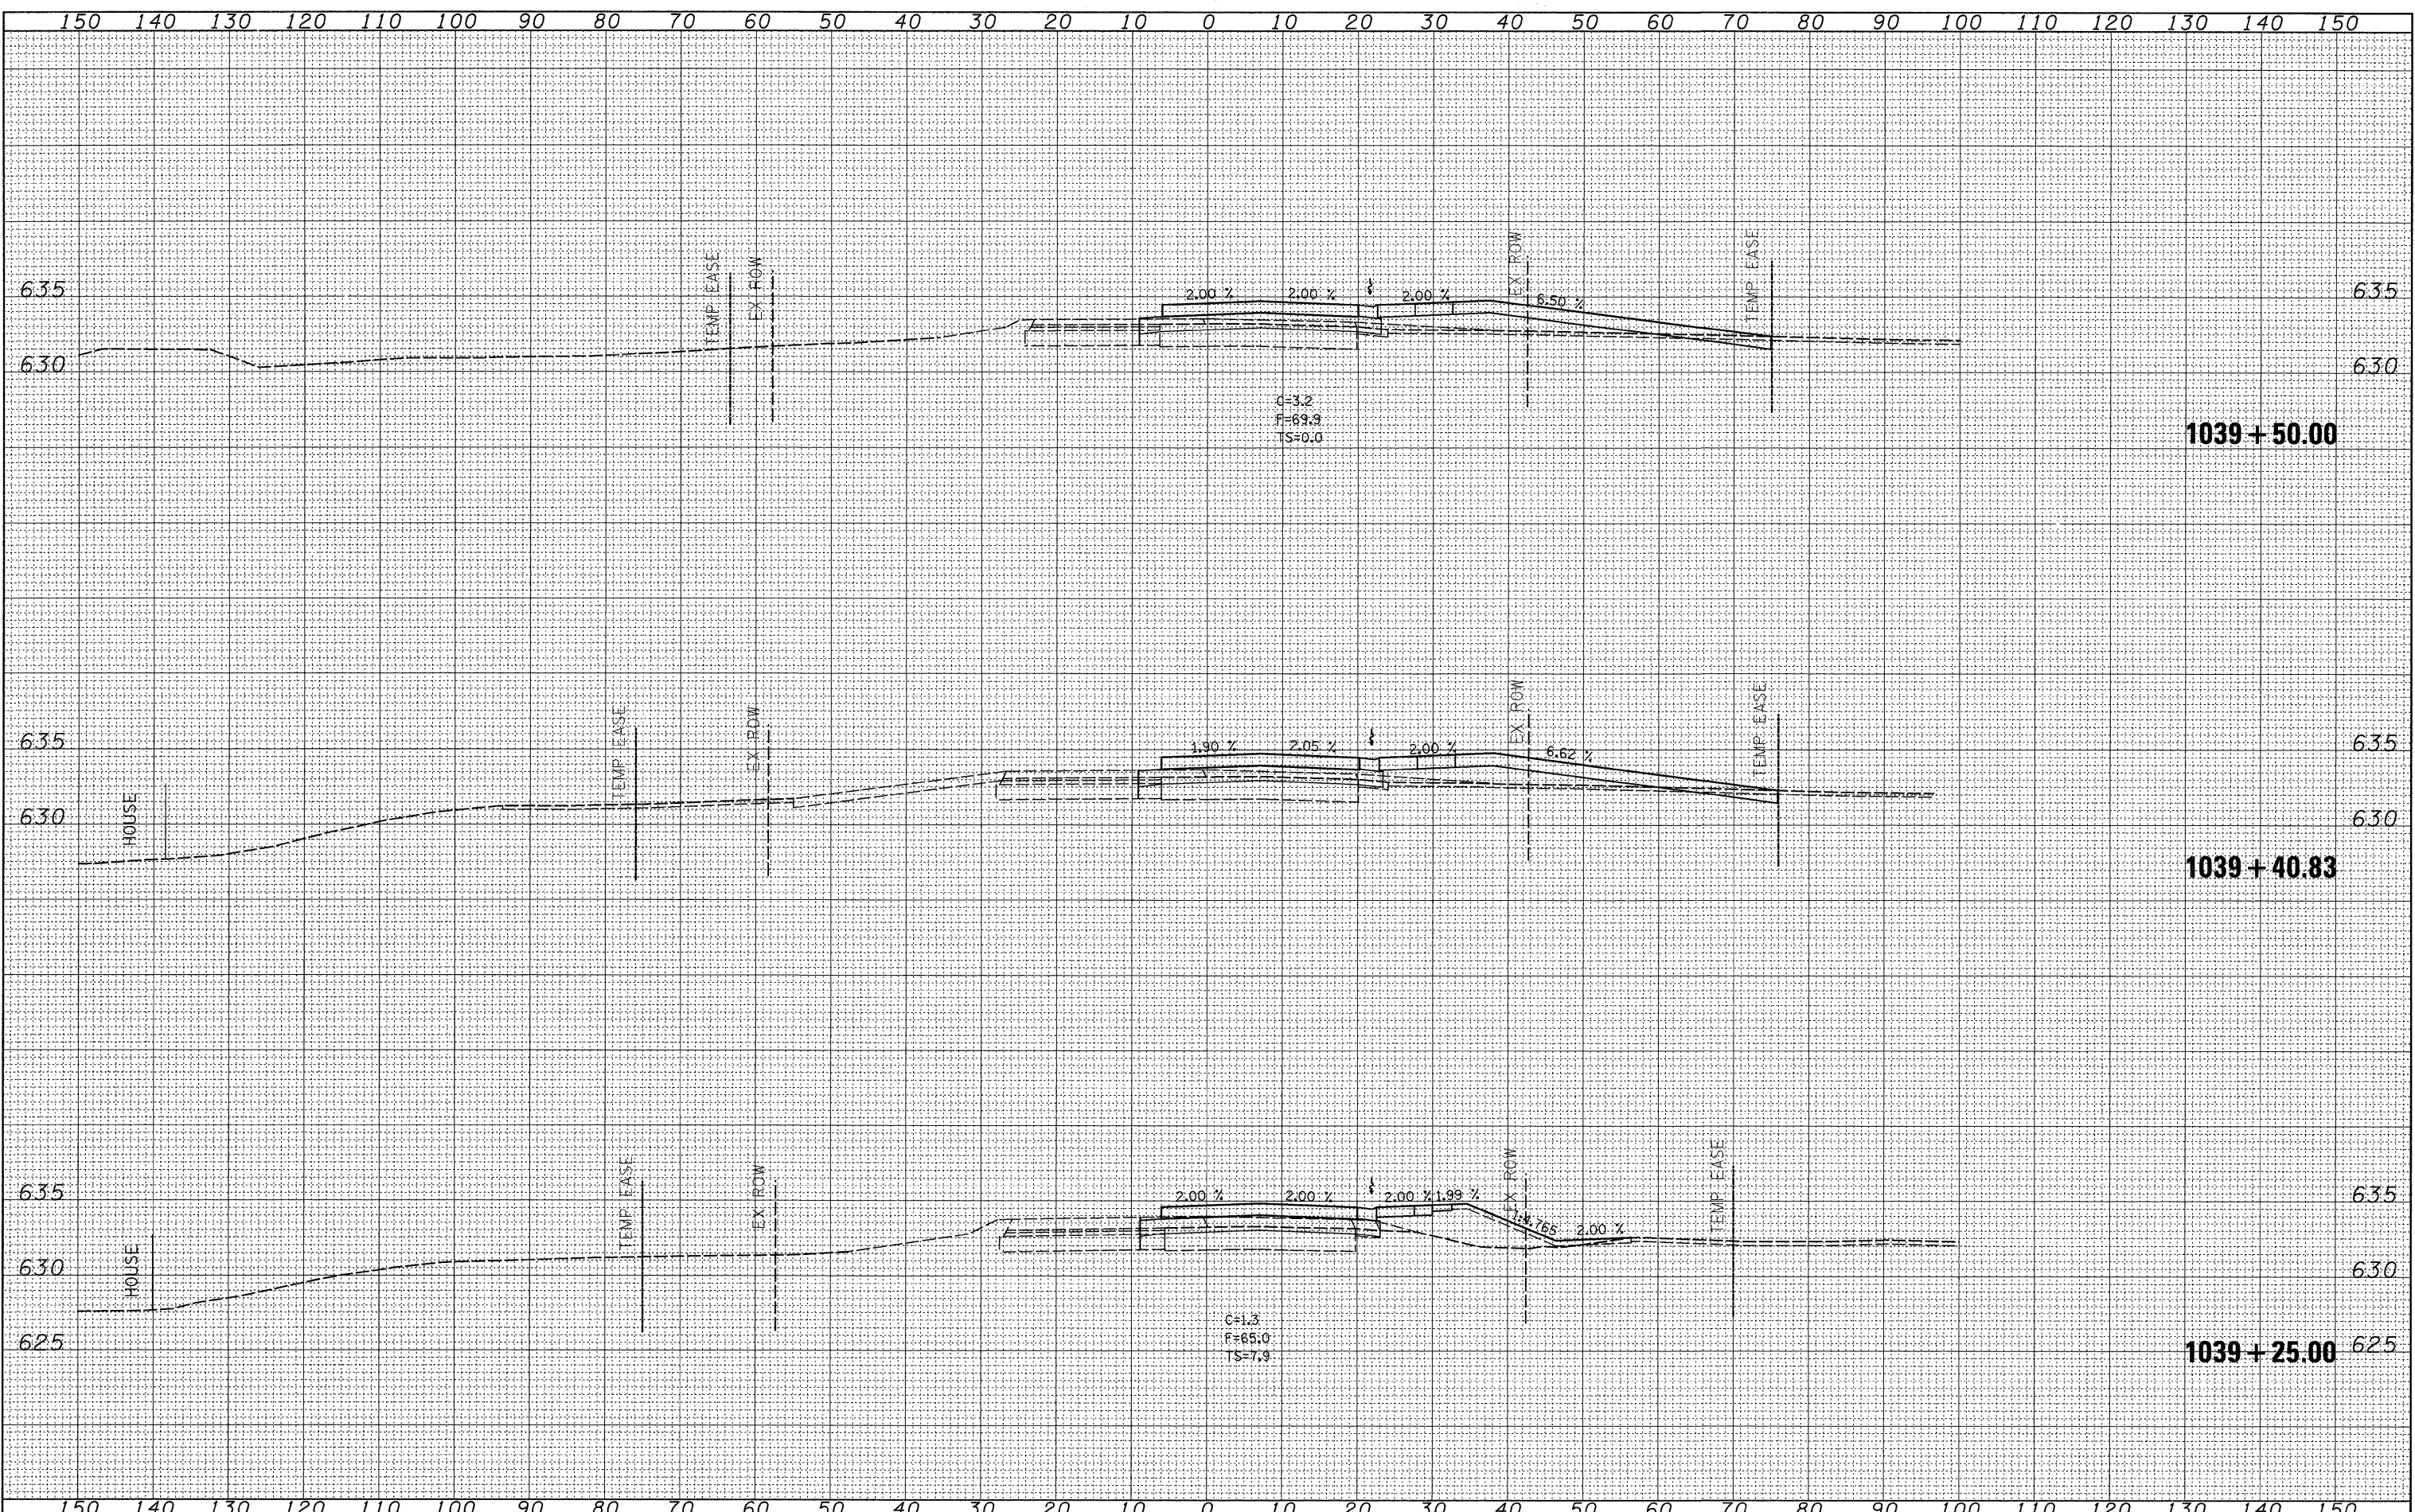 150 140 130 120 110 100 90 80 70 60 50 40 30 20 10 0 10 20 30 40 50 60 70 80 90 100 110 120 130 140 150
TEMP EASE
EX ROW
EX ROW
TEMP EASE
635 2.00 % 2.00 % 2.00 % 6.50 % 635
630 630
C=3.2
F=69.9
TS=0.0
1039 + 50.00
TEMP EASE
EX ROW
EX ROW
TEMP EASE
635 1.90 % 2.05 % 2.00 % 6.62 % 635
HOUSE
630 630
1039 + 40.83
TEMP EASE
EX ROW
EX ROW
TEMP EASE
635 2.00 % 2.00 % 2.00 % 1.99 % 635
1:4.765 2.00 %
HOUSE
630 630
C=1.3
F=65.0
TS=7.9
625 1039 + 25.00 625
150 140 130 120 110 100 90 80 70 60 50 40 30 20 10 0 10 20 30 40 50 60 70 80 90 100 110 120 130 140 150